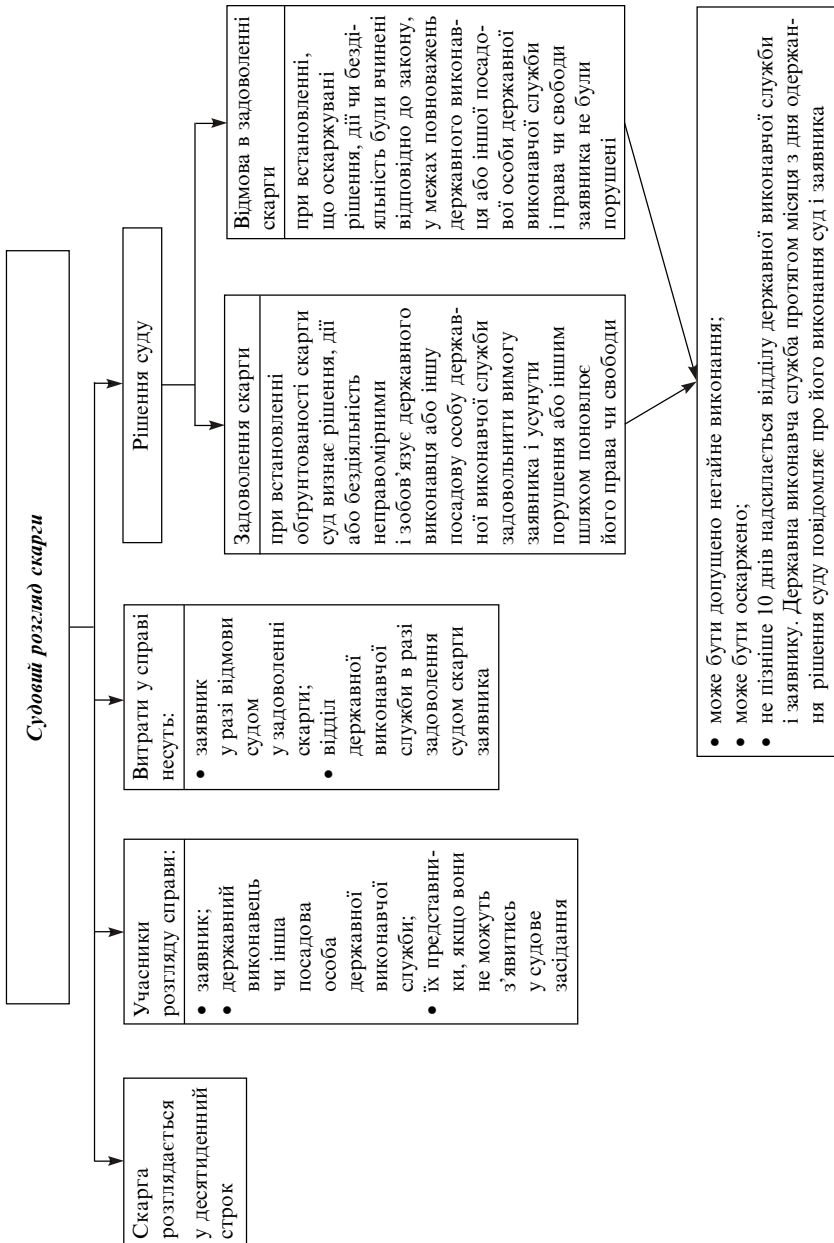 Судовий розгляд скарги
Скарга
розглядається
у десятиденний
строк
Учасники
розгляду справи:
• заявник;
• державний
виконавець
чи інша
посадова
особа
державної
виконавчої
служби;
• їх представни-
ки, якщо вони
не можуть
з’явитись
у судове
засідання
Витрати у справі
несуть:
• заявник
у разі відмови
судом
у задоволенні
скарги;
• відділ
державної
виконавчої
служби в разі
задоволення
судом скарги
заявника
Рішення суду
Задоволення скарги
при встановленні
обґрунтованості скарги
суд визнає рішення, дії
або бездіяльність
неправомірними
і зобов’язує державного
виконавця або іншу
посадову особу держав-
ної виконавчої служби
задовольнити вимогу
заявника і усунути
порушення або іншим
шляхом поновлює
його права чи свободи
Відмова в задоволенні
скарги
при встановленні,
що оскаржувані
рішення, дії чи безді-
яльність були вчинені
відповідно до закону,
у межах повноважень
державного виконав-
ця або іншої посадо-
вої особи державної
виконавчої служби
і права чи свободи
заявника не були
порушені
• може бути допущено негайне виконання;
• може бути оскаржено;
• не пізніше 10 днів надсилається відділу державної виконавчої служби
і заявнику. Державна виконавча служба протягом місяця з дня одержан-
ня рішення суду повідомляє про його виконання суд і заявника